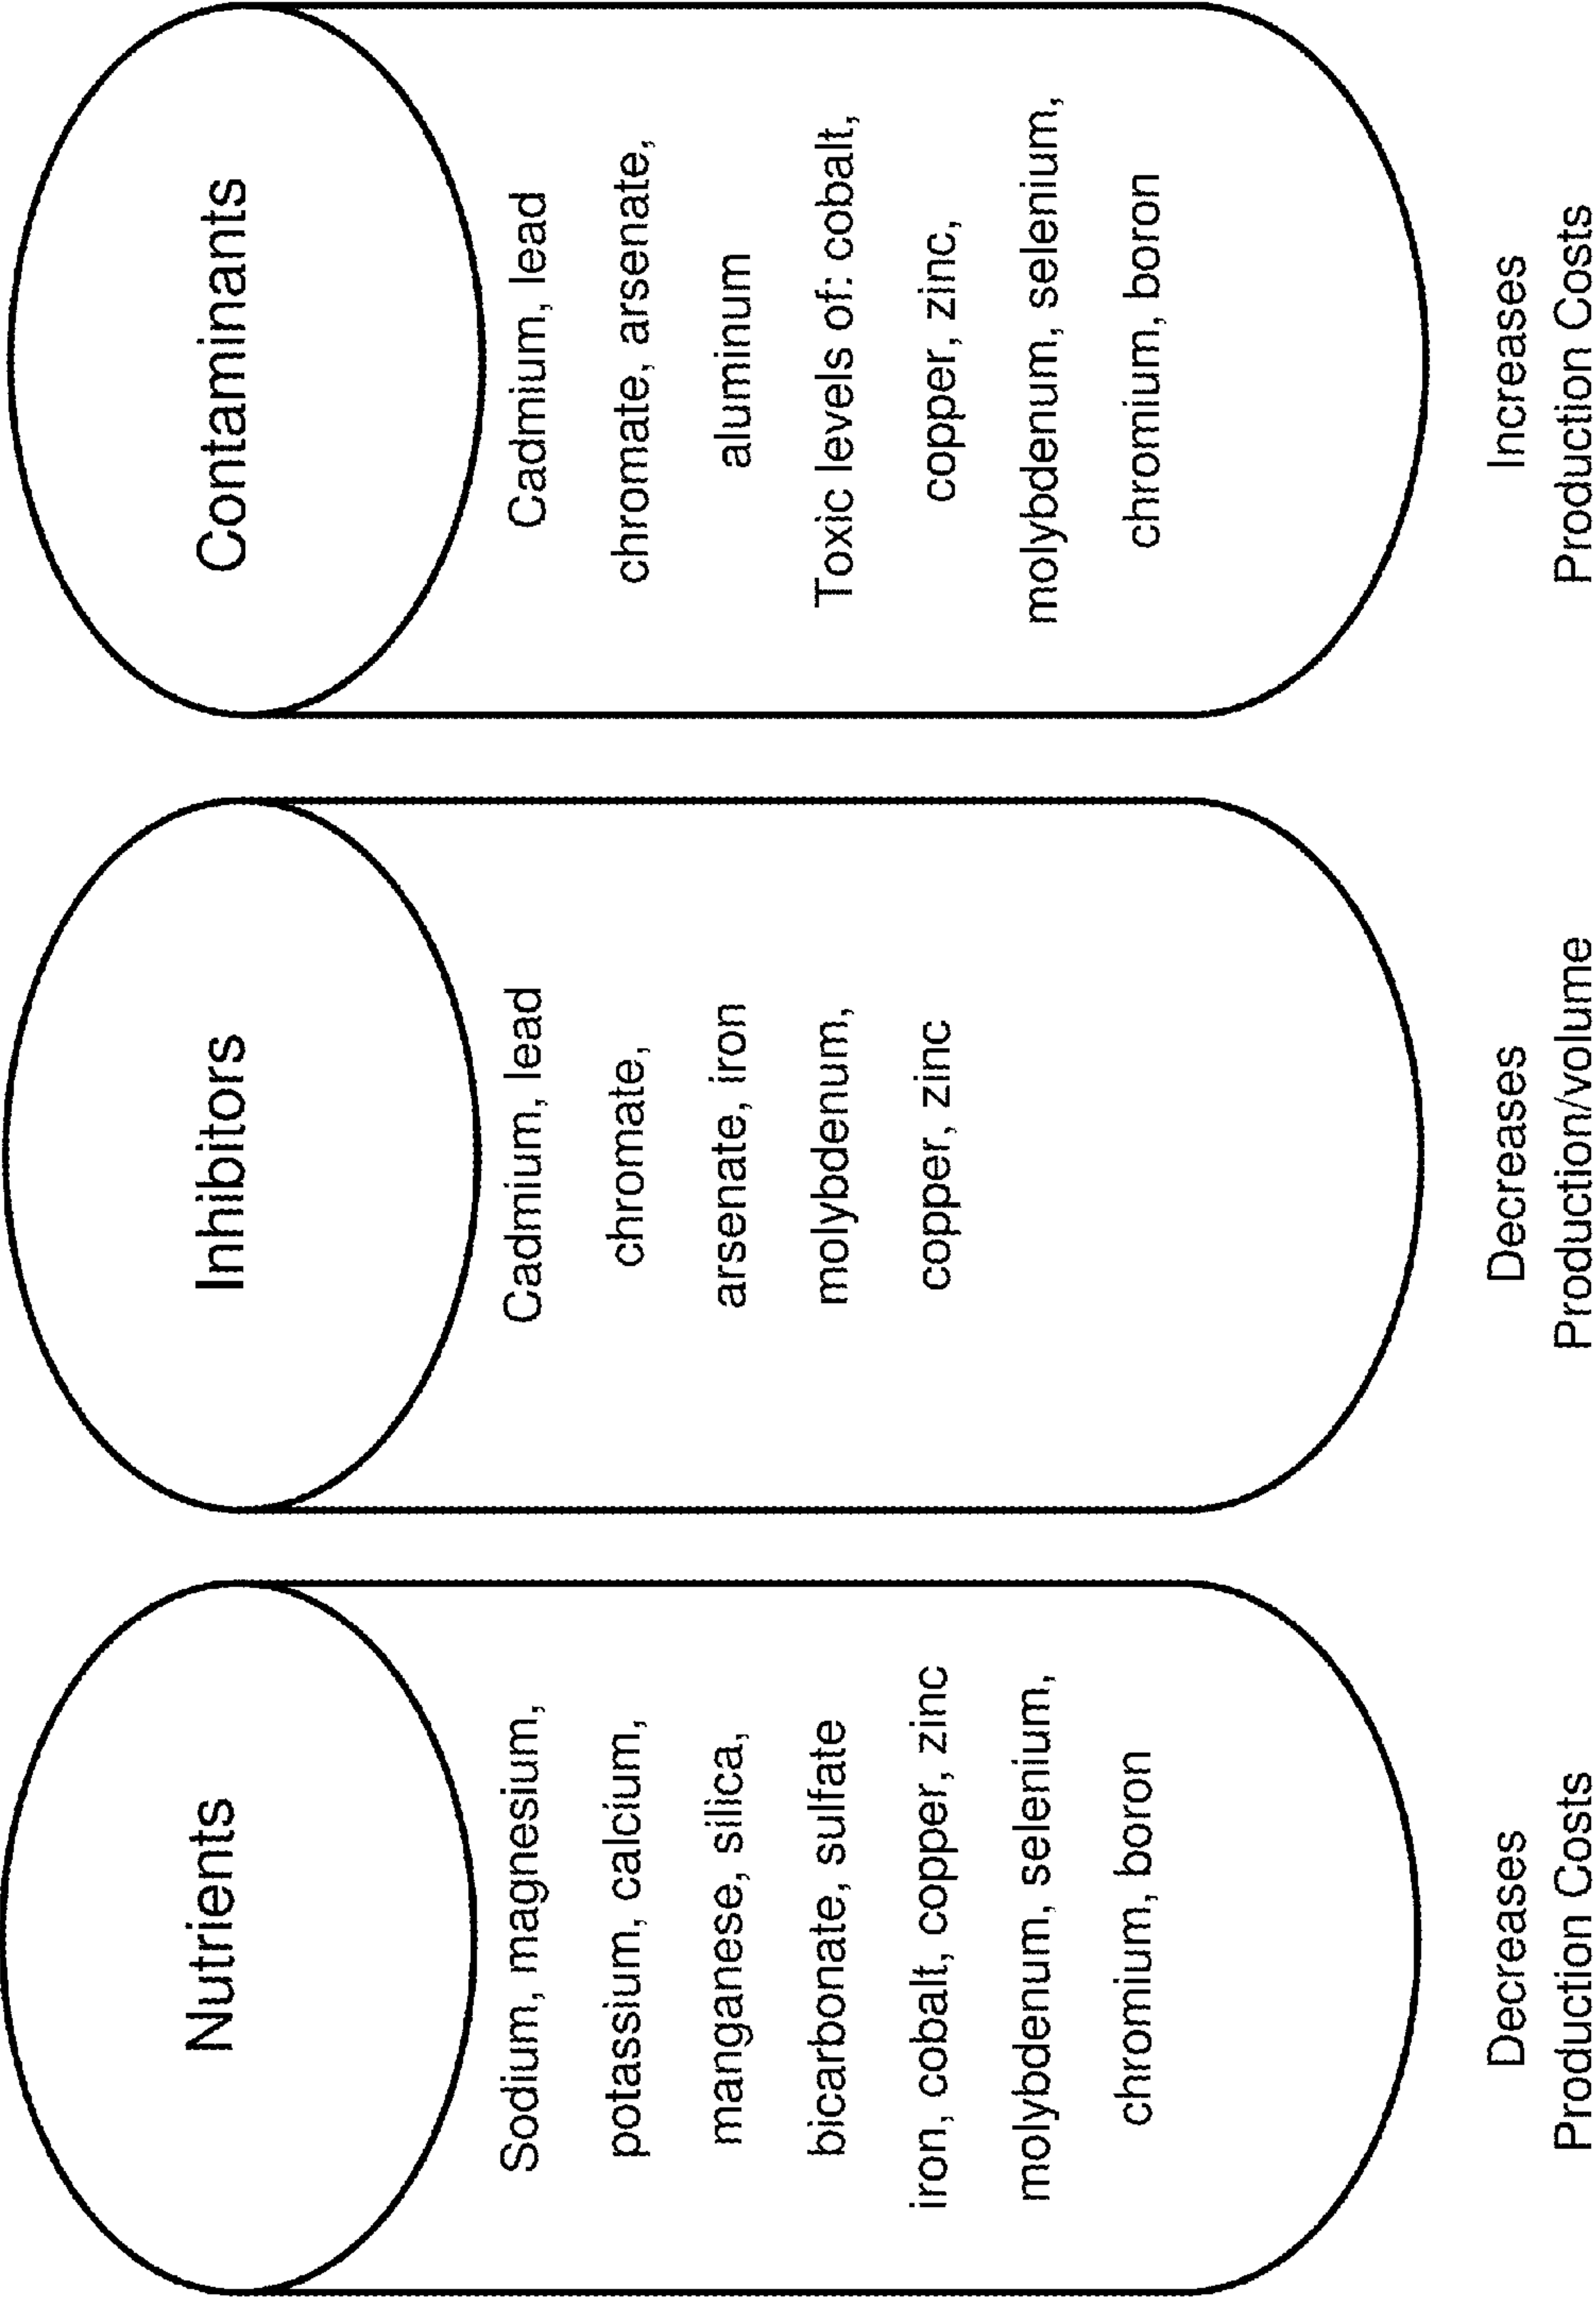 Nutrients
Sodium, magnesium,
potassium, calcium,
manganese, silica,
bicarbonate, sulfate
iron, cobalt, copper, zinc
molybdenum, selenium,
chromium, boron
Decreases
Production Costs
Inhibitors
Cadmium, lead
chromate,
arsenate, iron
molybdenum,
copper, zinc
Decreases
Production/volume
Contaminants
Cadmium, lead
chromate, arsenate,
aluminum
Toxic levels of: cobalt,
copper, zinc,
molybdenum, selenium,
chromium, boron
Increases
Production Costs